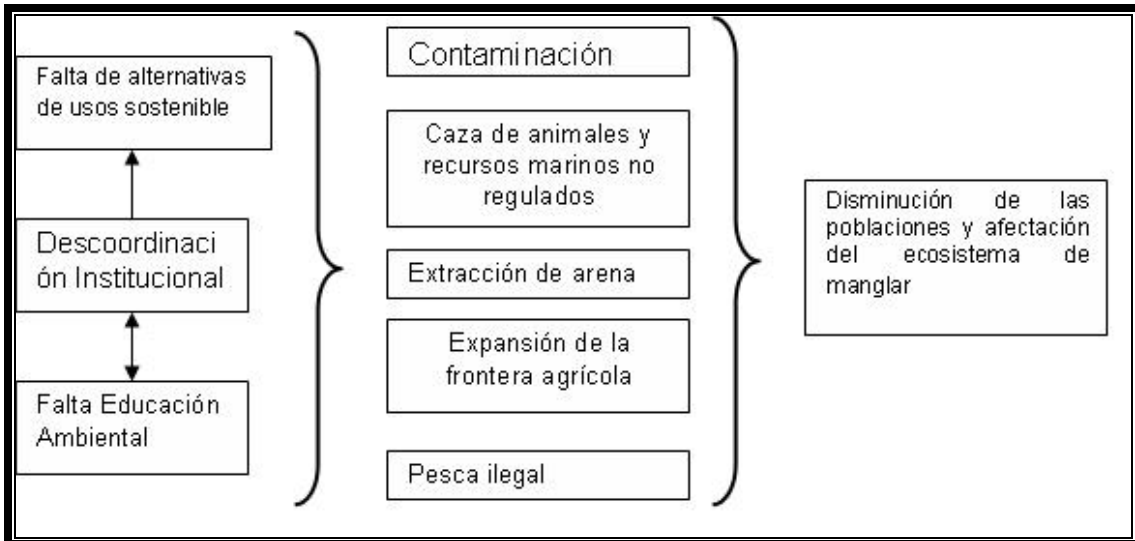 Falta de alternativas
de usos sostenible
Descoordinaci
ón Institucional
Falta Educación
Ambiental
Contaminación
Caza de animales y
recursos marinos no
regulados
Extracción de arena
Expansión de la
frontera agrícola
Pesca ilegal
Disminución de las
poblaciones y afectación
del ecosistema de
manglar